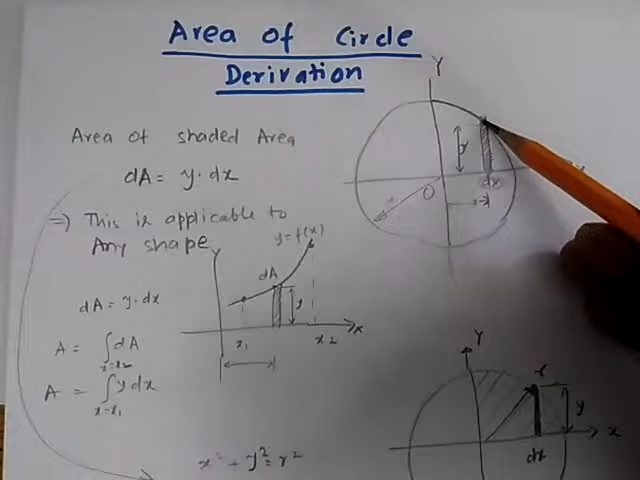 Area of Circle
Derivation
Area of shaded Area
dA = y·dx
=) This is applicable to
Any shape
y=f(x)
Y
dA
y
x
x1
x2
dA = y·dx
A = ∫dA
x=x2
A = ∫y dx
x=x1
x² + y² = r²
Y
y
O
dx
x
Y
y
x
dx